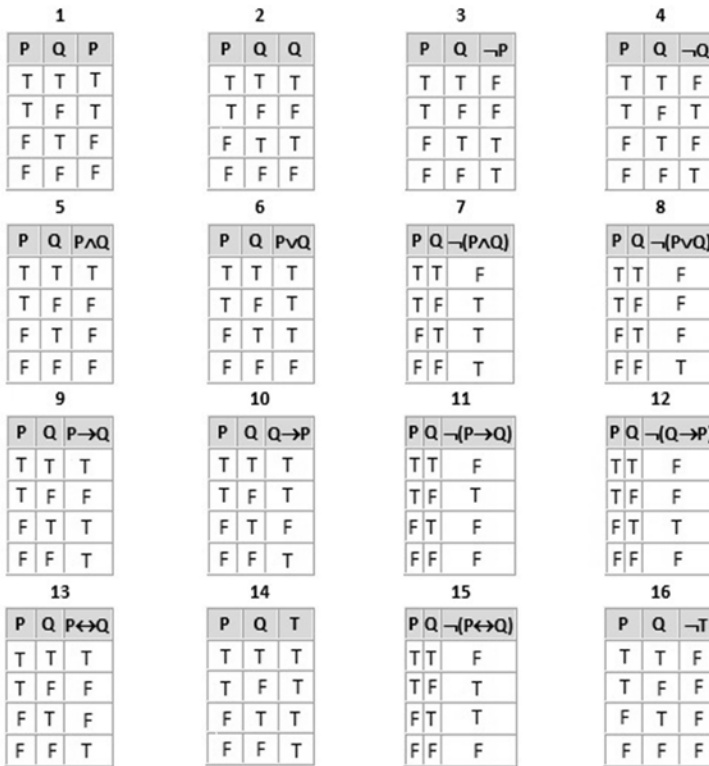 1 2 3 4
P Q P P Q Q P Q ¬P P Q ¬Q
T T T T T T T T F T T F
T F T T F F T F F T F T
F T F F T T F T T F T F
F F F F F F F F T F F T
5 6 7 8
P Q P∧Q P Q P∨Q P Q ¬(P∧Q) P Q ¬(P∨Q)
T T T T T T T T F T T F
T F F T F T T F T T F F
F T F F T T F T T F T F
F F F F F F F F T F F T
9 10 11 12
P Q P→Q P Q Q→P P Q ¬(P→Q) P Q ¬(Q→P)
T T T T T T T T F T T F
T F F T F T T F T T F F
F T T F T F F T F F T T
F F T F F T F F F F F F
13 14 15 16
P Q P↔Q P Q T P Q ¬(P↔Q) P Q ¬T
T T T T T T T T F T T F
T F F T F T T F T T F F
F T F F T T F T T F T F
F F T F F T F F F F F F